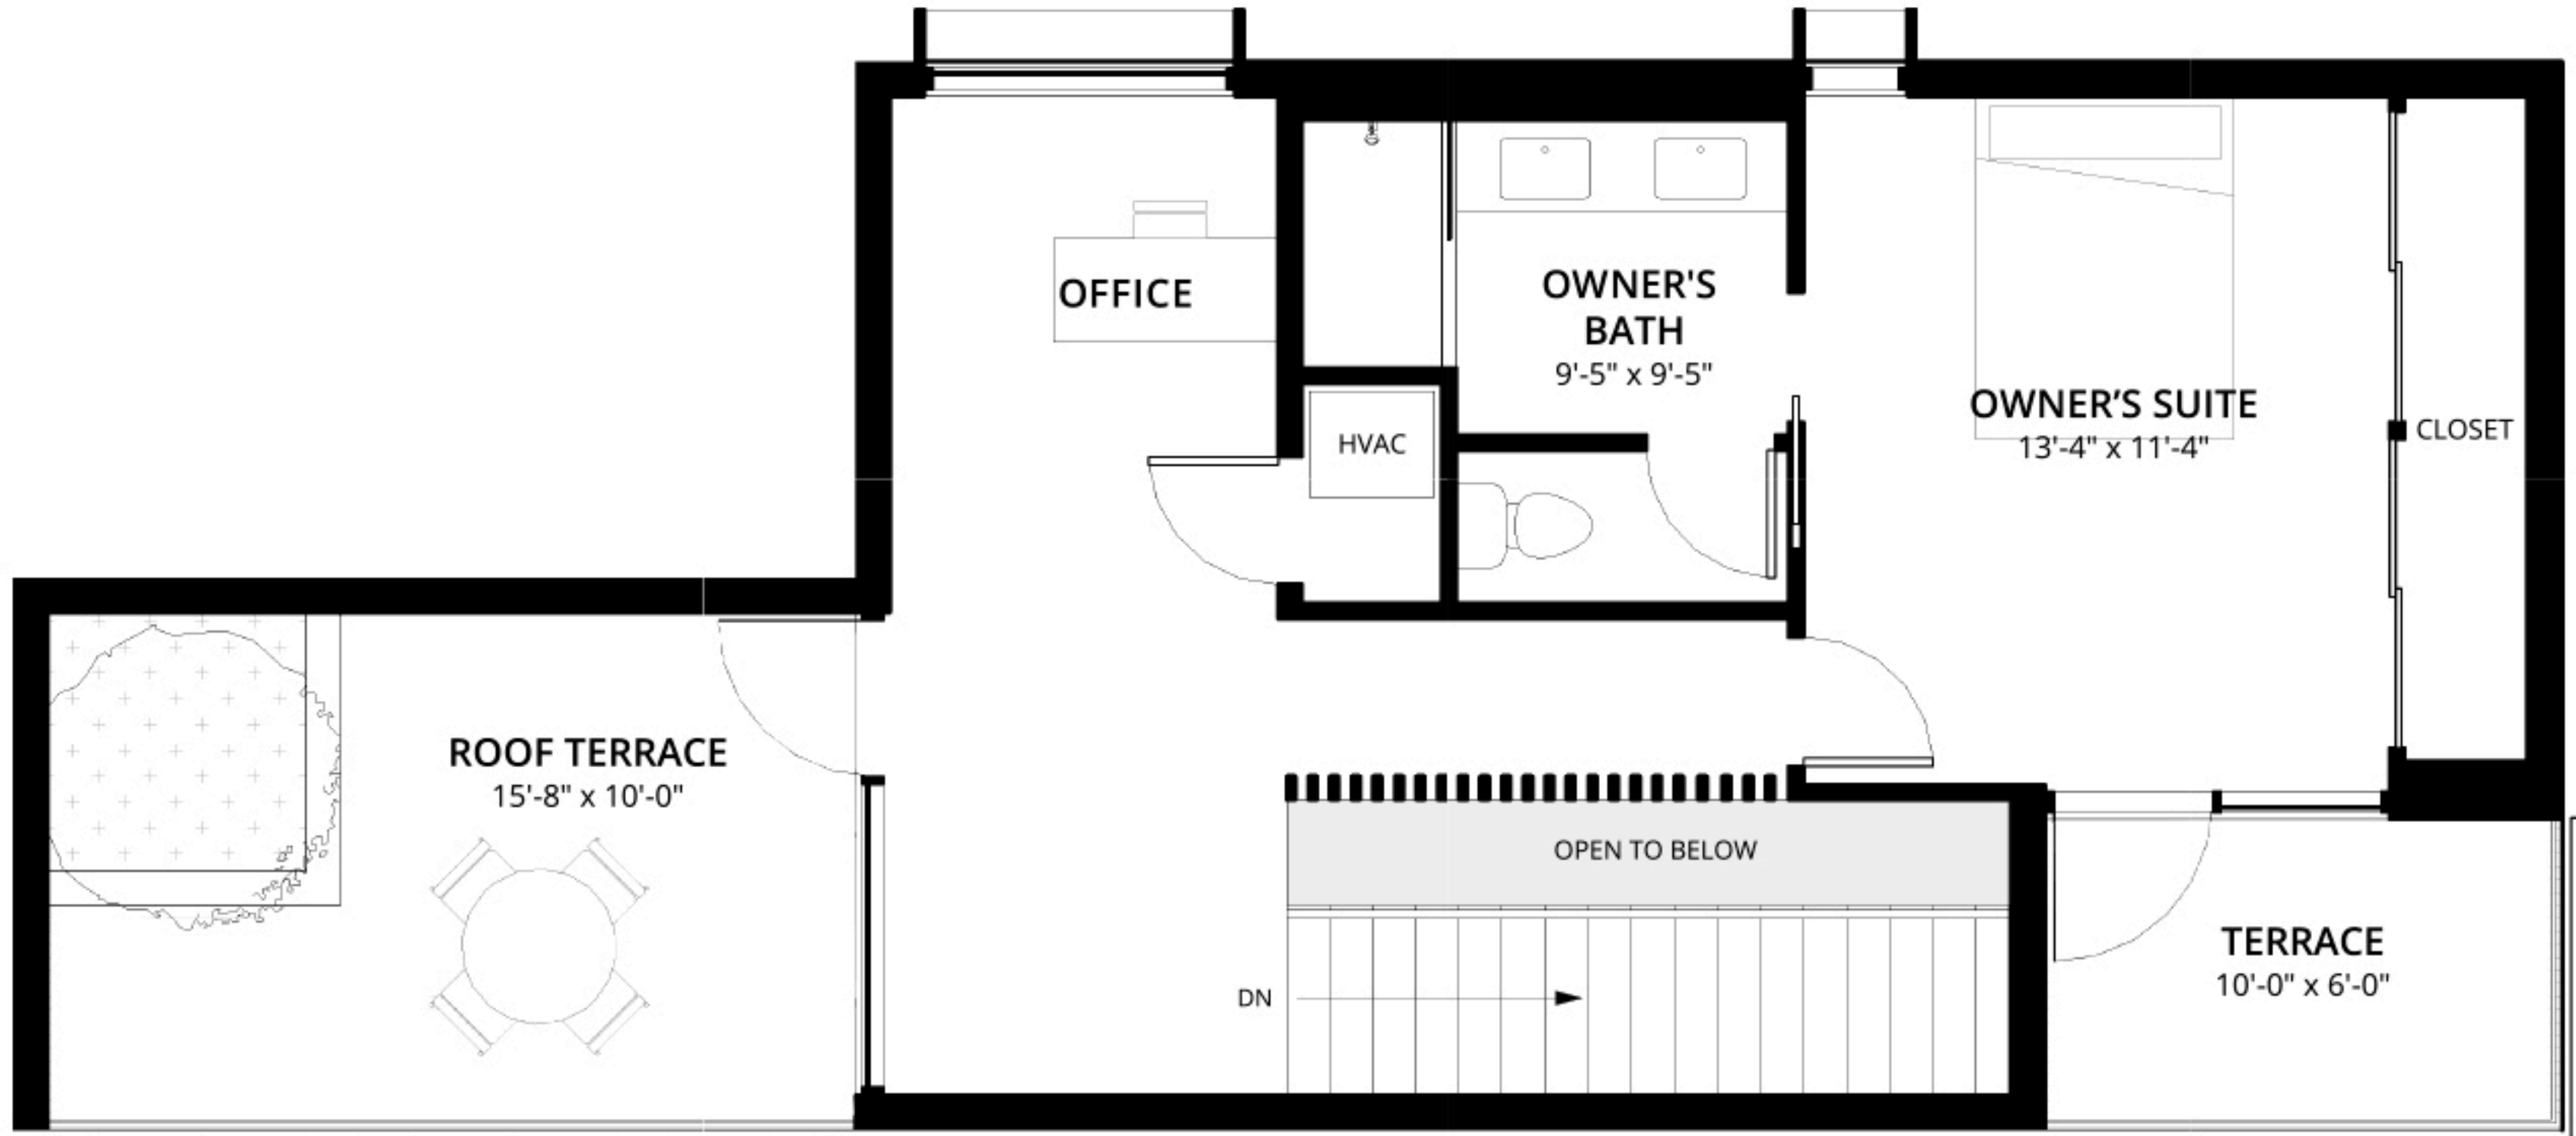 OFFICE
OWNER'S
BATH
9'-5" x 9'-5"
HVAC
OWNER’S SUITE
13'-4" x 11'-4"
CLOSET
ROOF TERRACE
15'-8" x 10'-0"
OPEN TO BELOW
DN
TERRACE
10'-0" x 6'-0"